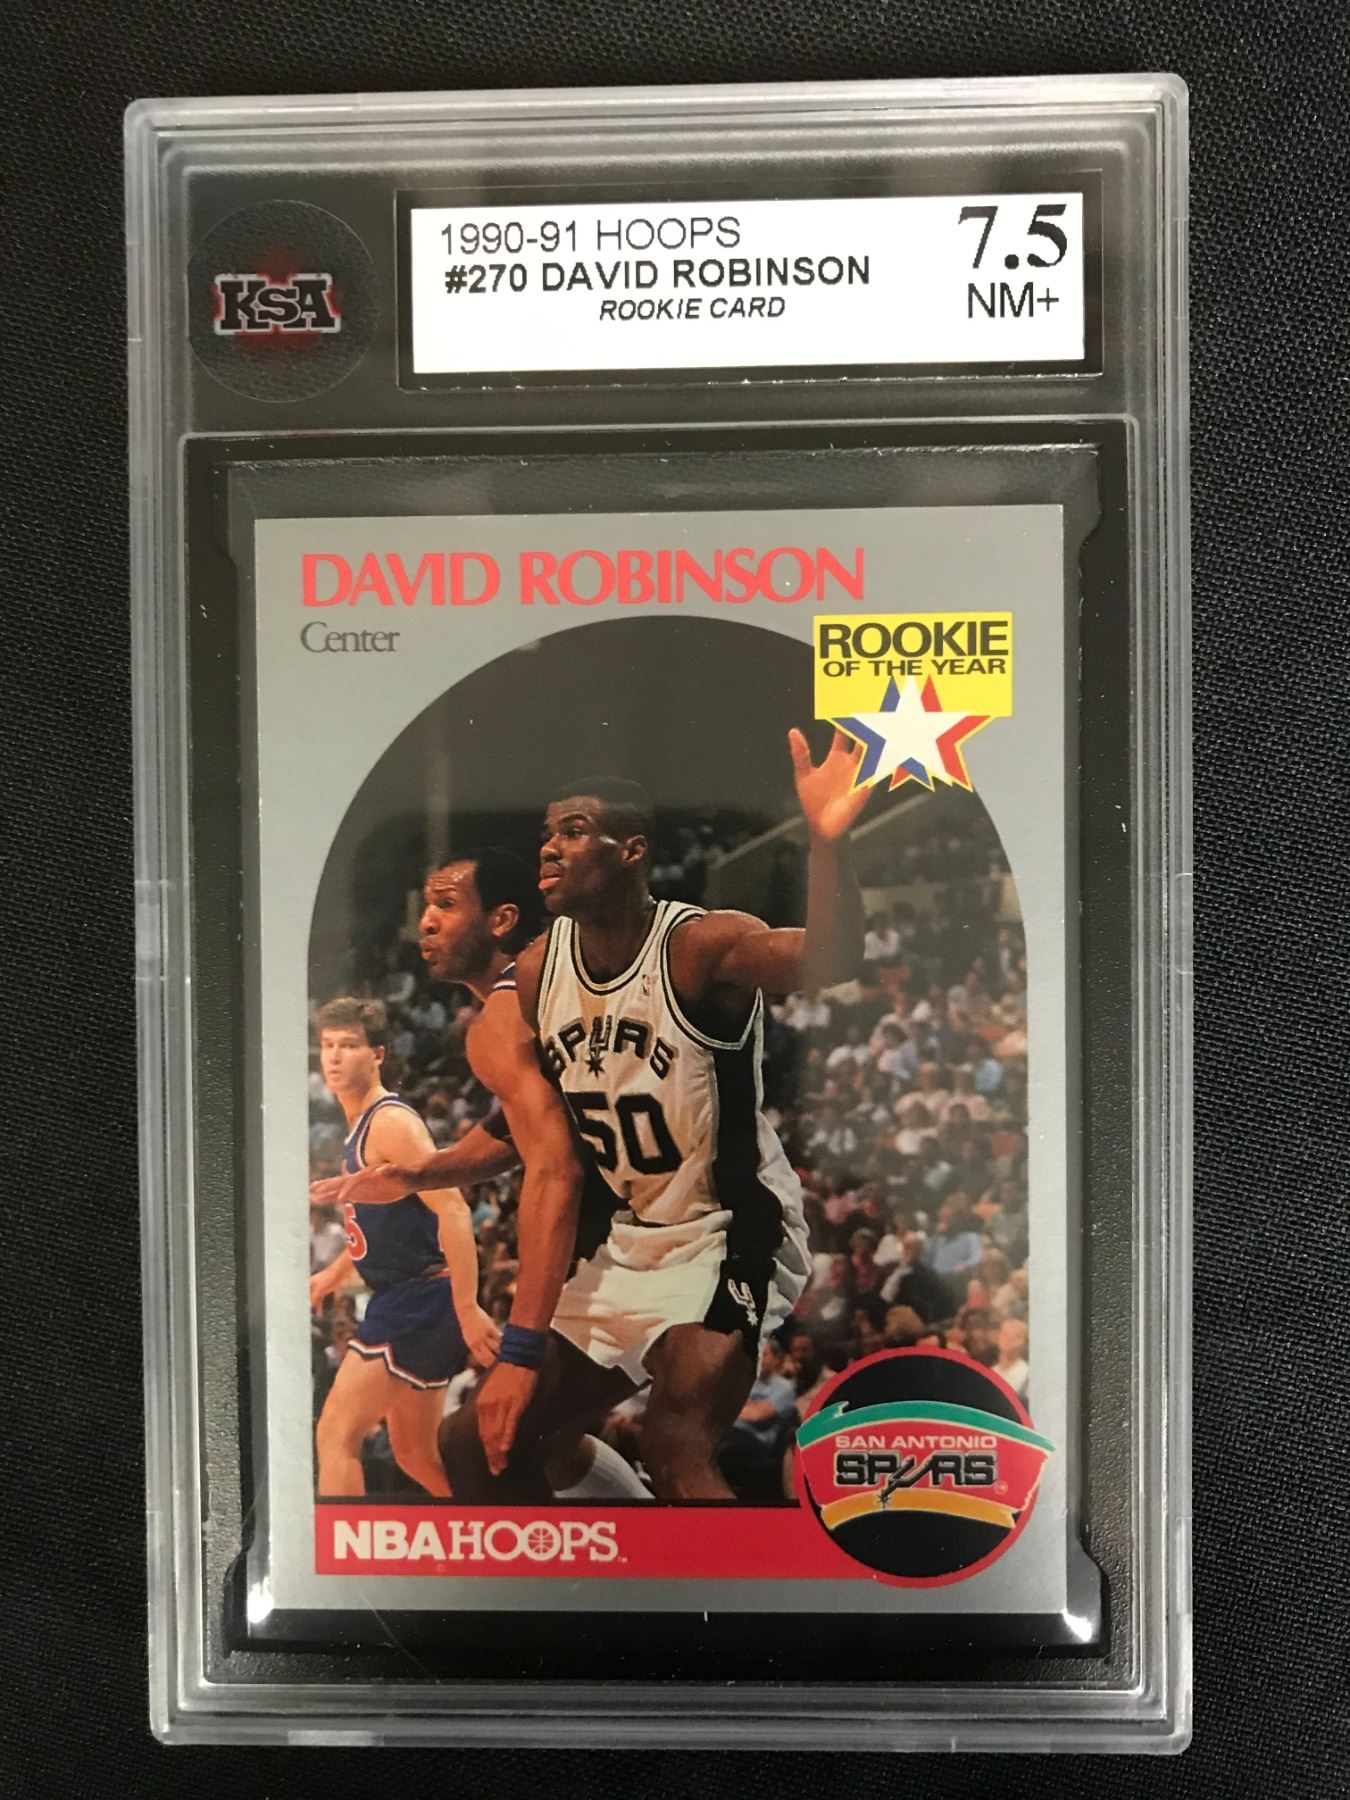 KSA
1990-91 HOOPS
#270 DAVID ROBINSON
ROOKIE CARD
7.5
NM+
DAVID ROBINSON
Center
ROOKIE
OF THE YEAR
SPURS
50
5
SAN ANTONIO
SPURS
NBA HOOPS